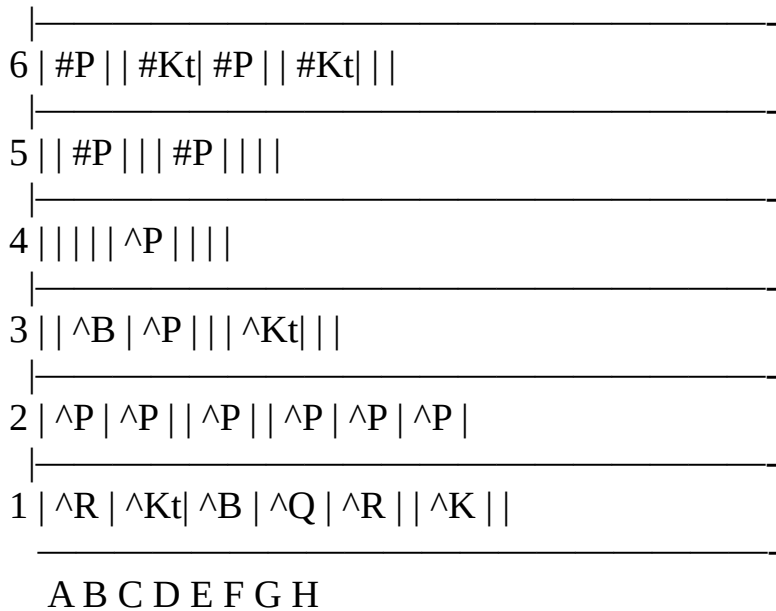 |———————————————————-
6 | #P | | #Kt| #P | | #Kt| | |
|———————————————————-
5 | | #P | | | #P | | | |
|———————————————————-
4 | | | | | ^P | | | |
|———————————————————-
3 | | ^B | ^P | | | ^Kt| | |
|———————————————————-
2 | ^P | ^P | | ^P | | ^P | ^P | ^P |
|———————————————————-
1 | ^R | ^Kt| ^B | ^Q | ^R | | ^K | |
———————————————————-
A B C D E F G H